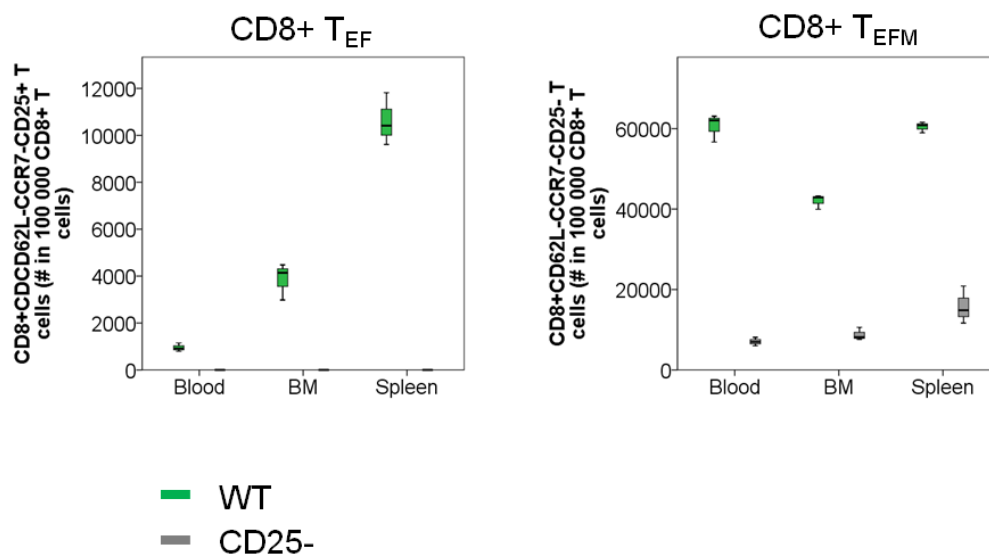 CD8+ TEF
CD8+CDCD62L-CCR7-CD25+ T
cells (# in 100 000 CD8+ T
cells)
12000
10000
8000
6000
4000
2000
0
Blood BM Spleen
CD8+ TEFM
CD8+CD62L-CCR7-CD25- T
cells (# in 100 000 CD8+ T
cells)
60000
40000
20000
0
Blood BM Spleen
WT
CD25-